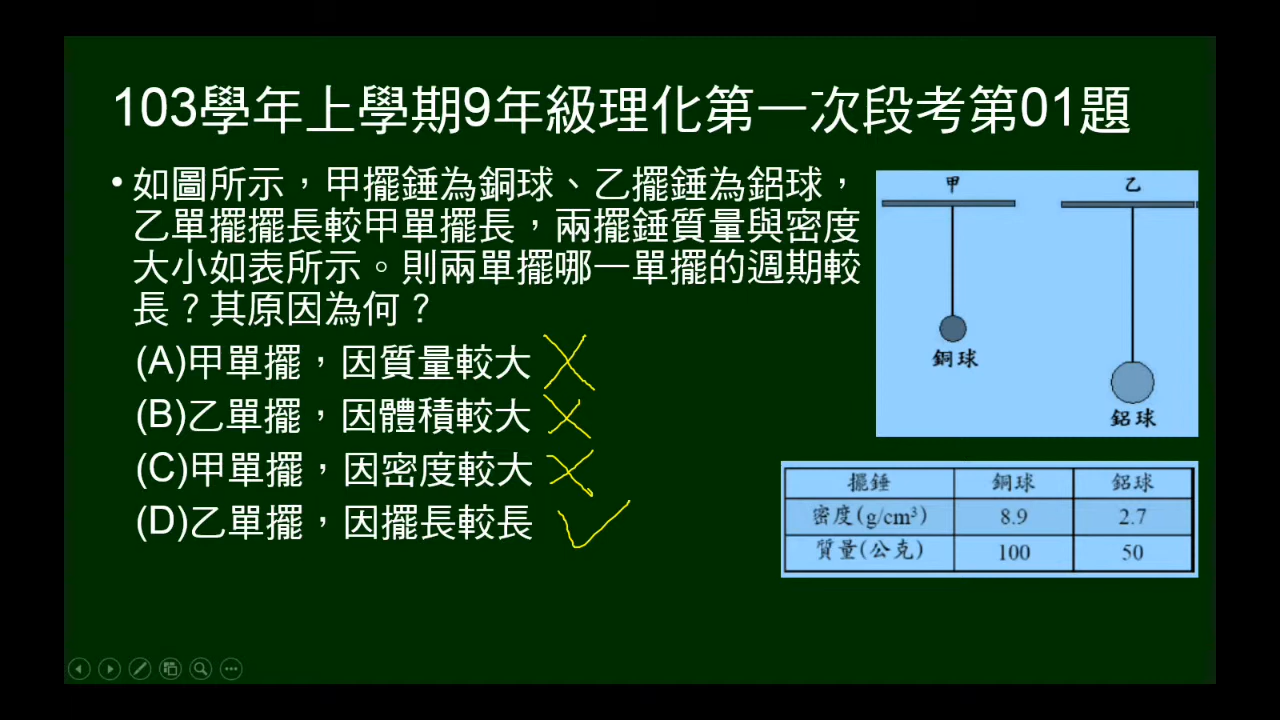 103學年上學期9年級理化第一次段考第01題
•如圖所示，甲擺錘為銅球、乙擺錘為鋁球，
乙單擺擺長較甲單擺長，兩擺錘質量與密度
大小如表所示。則兩單擺哪一單擺的週期較
長？其原因為何？
(A)甲單擺，因質量較大
(B)乙單擺，因體積較大
(C)甲單擺，因密度較大
(D)乙單擺，因擺長較長
甲 乙
銅球
鋁球
擺錘 銅球 鋁球
密度(g/cm³) 8.9 2.7
質量(公克) 100 50